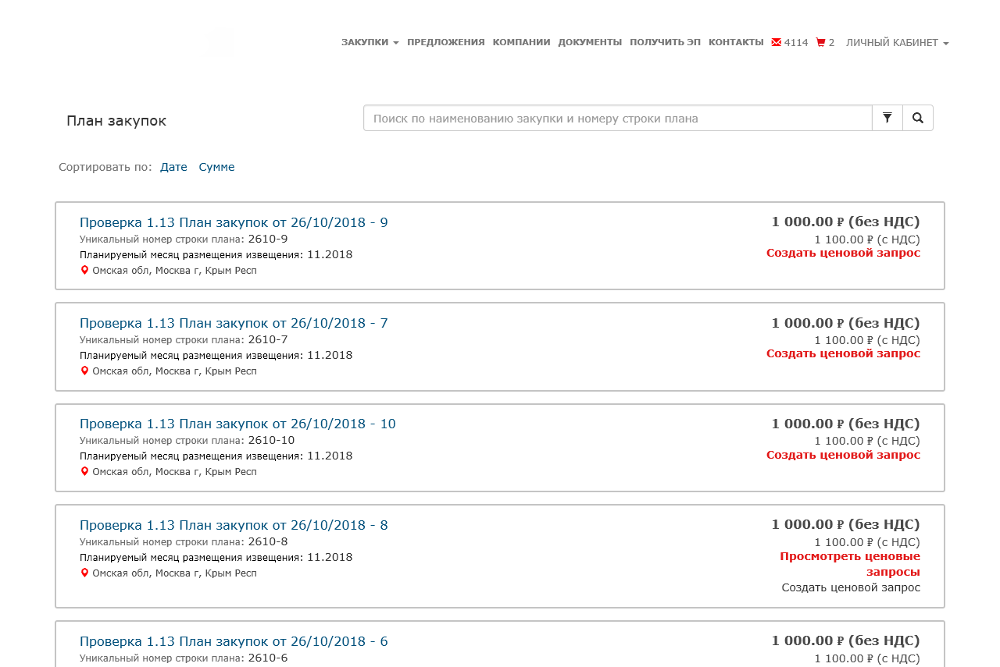 ЗАКУПКИ ПРЕДЛОЖЕНИЯ КОМПАНИИ ДОКУМЕНТЫ ПОЛУЧИТЬ ЭП КОНТАКТЫ 4114 2 ЛИЧНЫЙ КАБИНЕТ
План закупок
Поиск по наименованию закупки и номеру строки плана
Сортировать по: Дате Сумме
Проверка 1.13 План закупок от 26/10/2018 - 9
Уникальный номер строки плана: 2610-9
Планируемый месяц размещения извещения: 11.2018
Омская обл, Москва г, Крым Респ
1 000.00 ₽ (без НДС)
1 100.00 ₽ (с НДС)
Создать ценовой запрос
Проверка 1.13 План закупок от 26/10/2018 - 7
Уникальный номер строки плана: 2610-7
Планируемый месяц размещения извещения: 11.2018
Омская обл, Москва г, Крым Респ
1 000.00 ₽ (без НДС)
1 100.00 ₽ (с НДС)
Создать ценовой запрос
Проверка 1.13 План закупок от 26/10/2018 - 10
Уникальный номер строки плана: 2610-10
Планируемый месяц размещения извещения: 11.2018
Омская обл, Москва г, Крым Респ
1 000.00 ₽ (без НДС)
1 100.00 ₽ (с НДС)
Создать ценовой запрос
Проверка 1.13 План закупок от 26/10/2018 - 8
Уникальный номер строки плана: 2610-8
Планируемый месяц размещения извещения: 11.2018
Омская обл, Москва г, Крым Респ
1 000.00 ₽ (без НДС)
1 100.00 ₽ (с НДС)
Просмотреть ценовые
запросы
Создать ценовой запрос
Проверка 1.13 План закупок от 26/10/2018 - 6
Уникальный номер строки плана: 2610-6
1 000.00 ₽ (без НДС)
1 100.00 ₽ (с НДС)